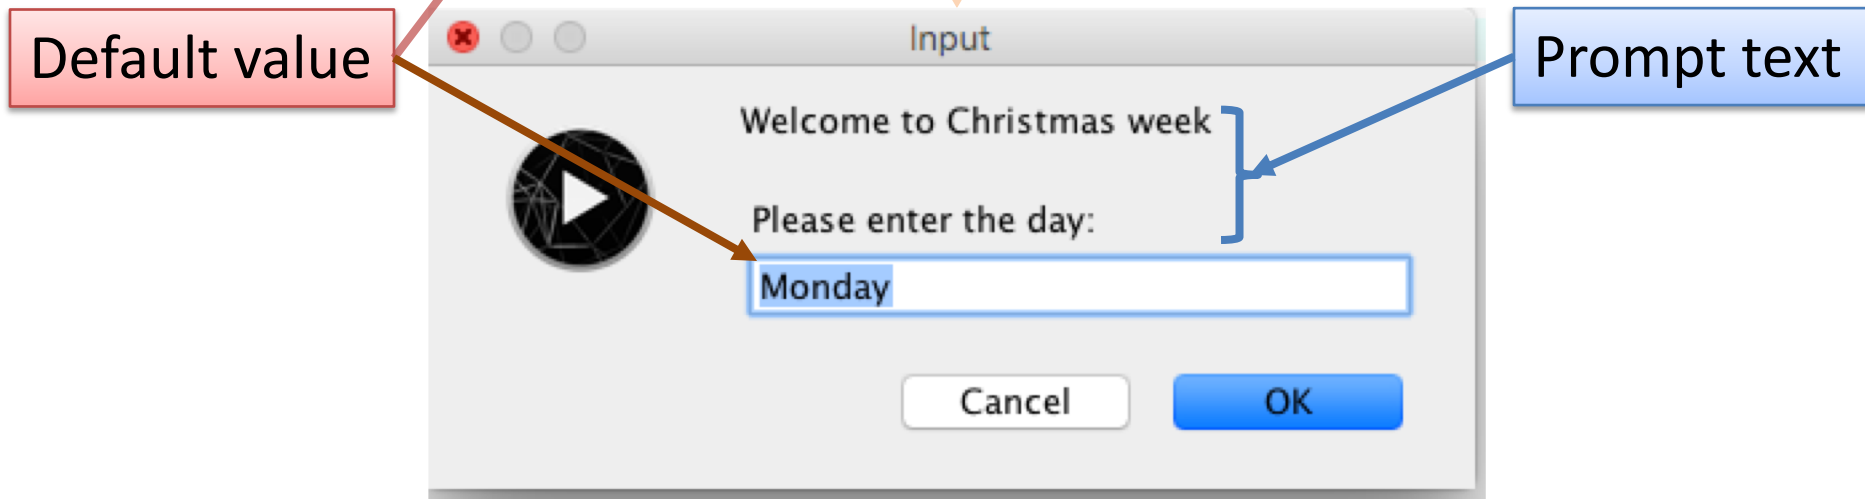 Default value
Input
Prompt text
Welcome to Christmas week
Please enter the day:
Monday
Cancel
OK